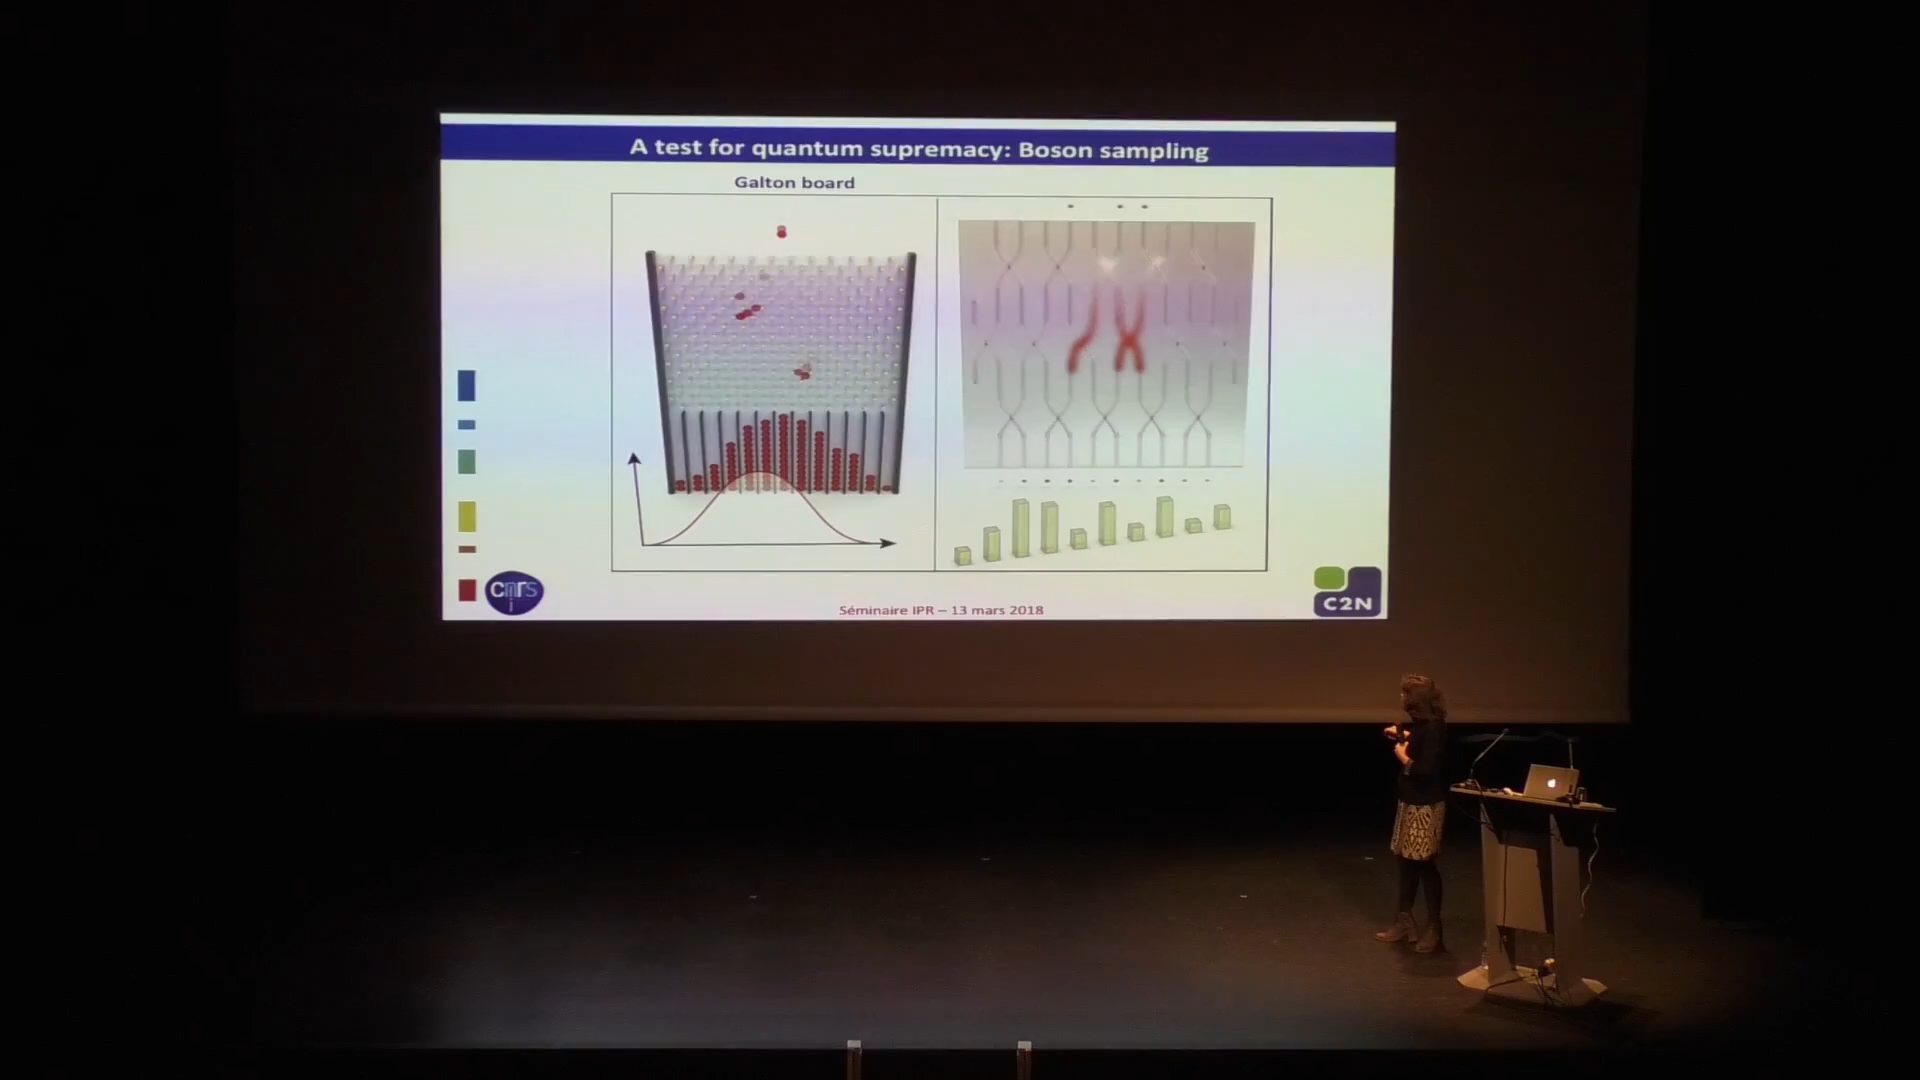 A test for quantum supremacy: Boson sampling
Galton board
cnrs
Séminaire IPR – 13 mars 2018
C2N